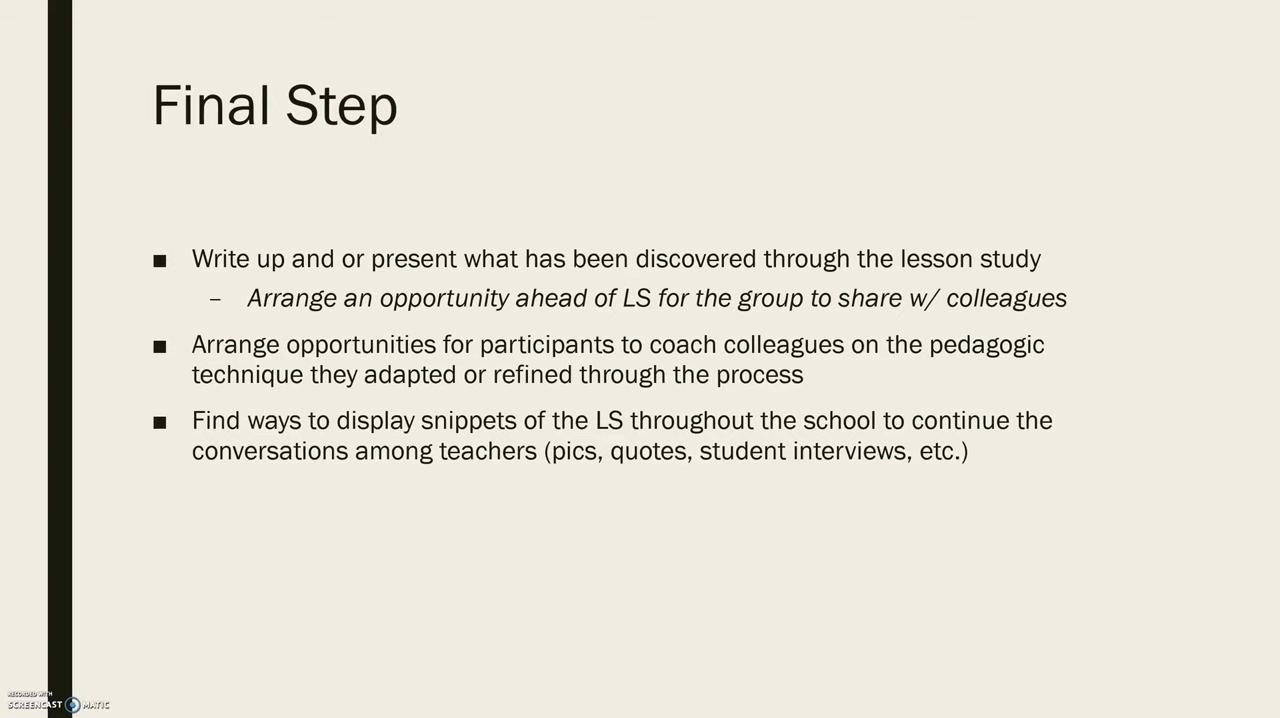 Final Step
■ Write up and or present what has been discovered through the lesson study
– Arrange an opportunity ahead of LS for the group to share w/ colleagues
■ Arrange opportunities for participants to coach colleagues on the pedagogic
technique they adapted or refined through the process
■ Find ways to display snippets of the LS throughout the school to continue the
conversations among teachers (pics, quotes, student interviews, etc.)
RECORDED WITH
SCREENCAST MATIC